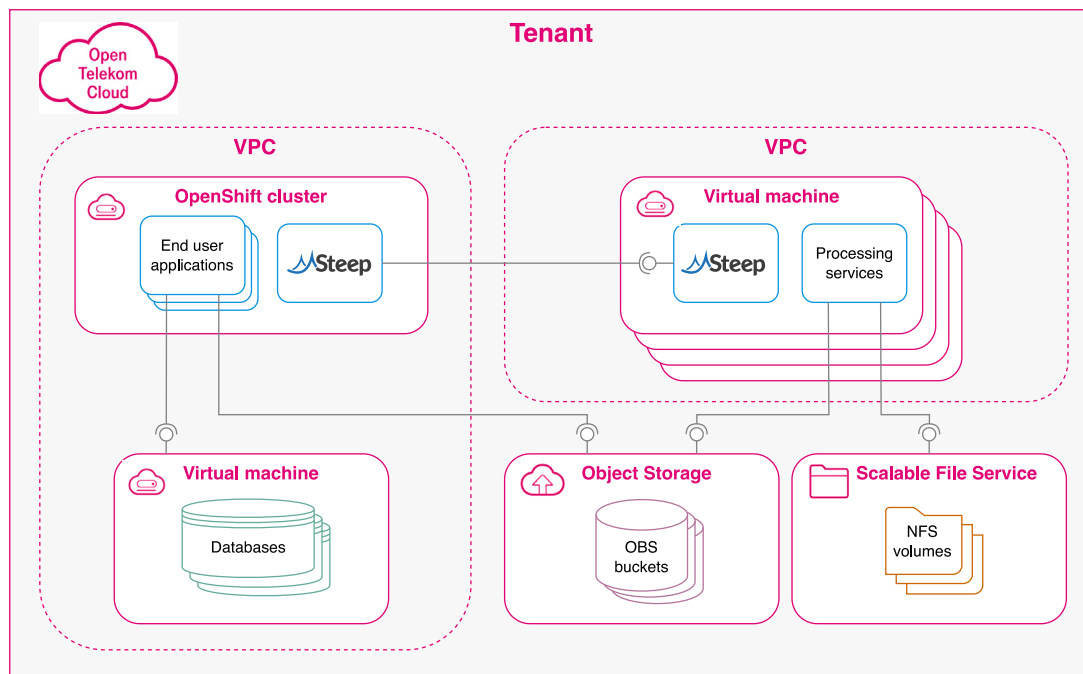 Tenant
Open
Telekom
Cloud
VPC
VPC
OpenShift cluster
Virtual machine
End user
applications
Steep
Steep
Processing
services
Virtual machine
Object Storage
Scalable File Service
Databases
OBS
buckets
NFS
volumes